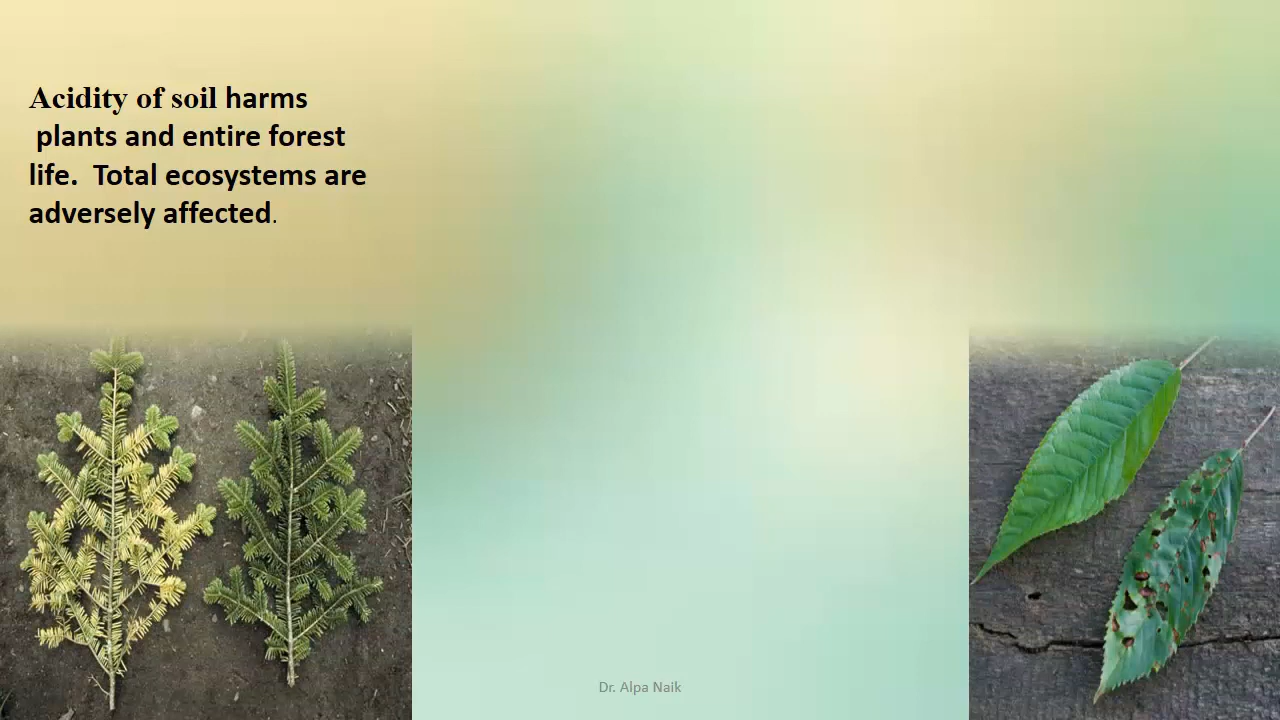 Acidity of soil harms
plants and entire forest
life.  Total ecosystems are
adversely affected.
Dr. Alpa Naik